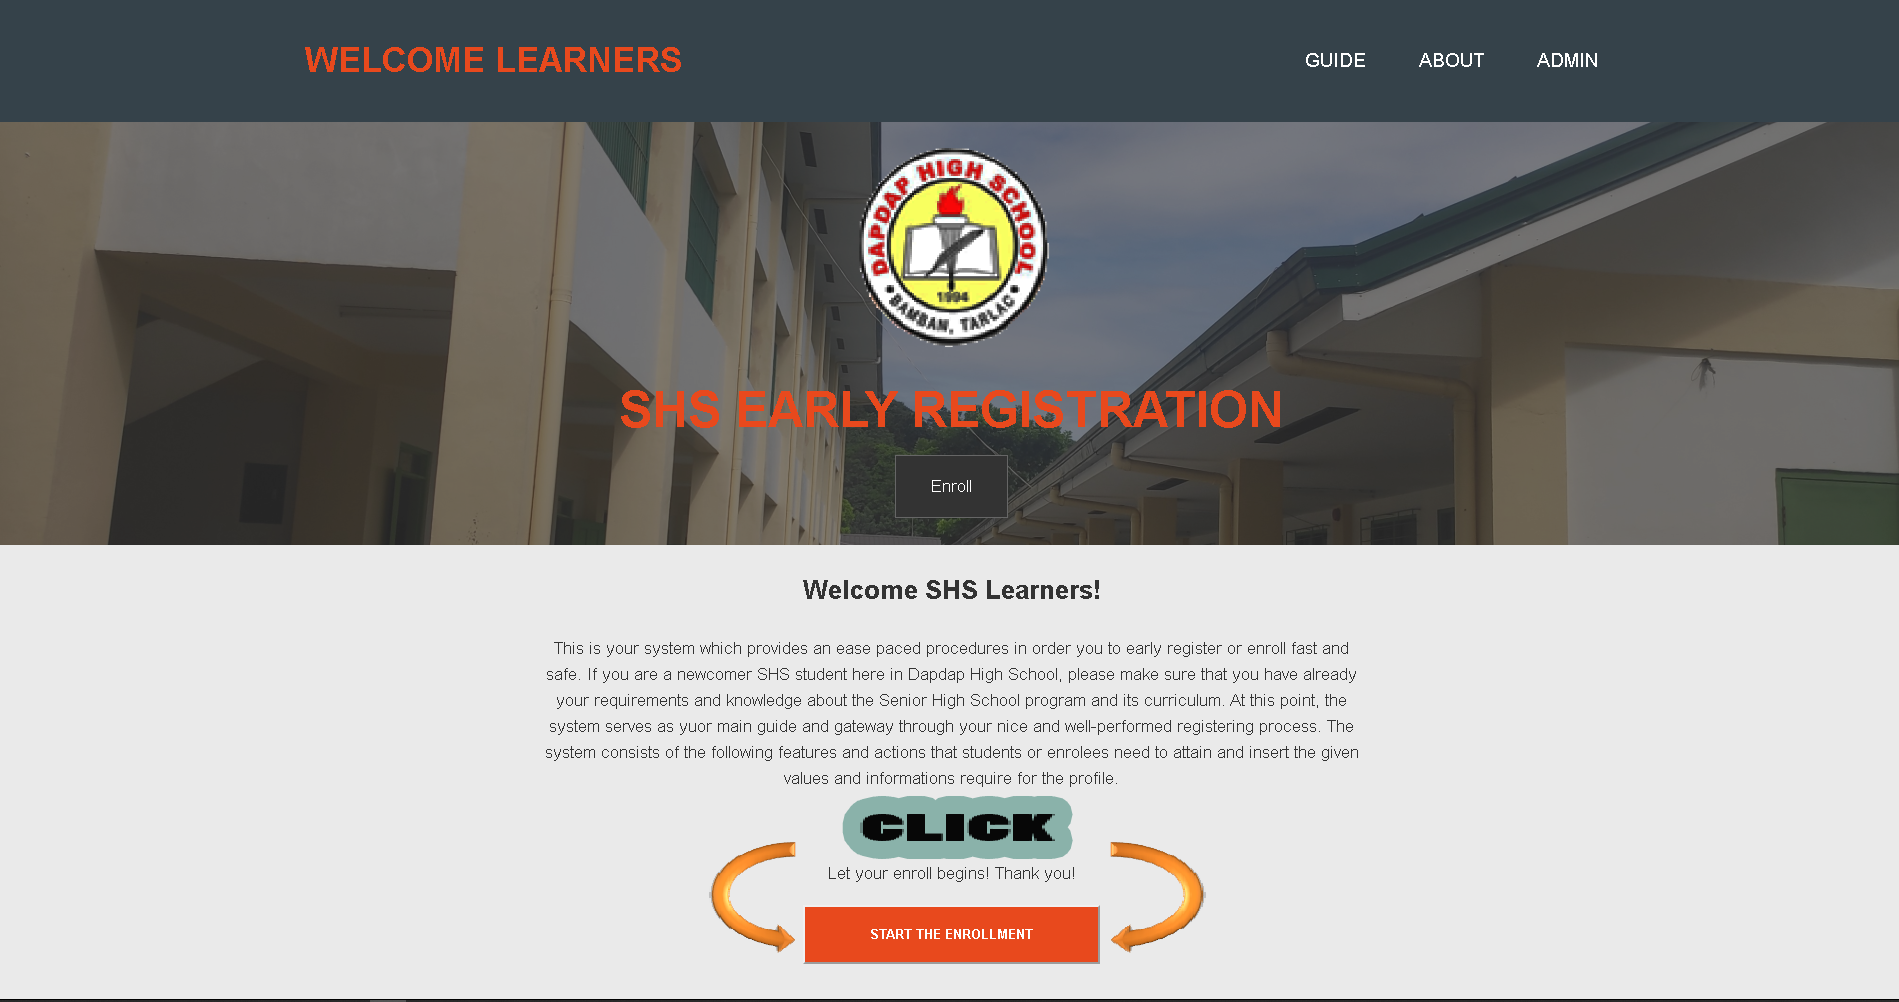 WELCOME LEARNERS
GUIDE ABOUT ADMIN
DAPDAP HIGH SCHOOL
1994
BAMBAN, TARLAC
SHS EARLY REGISTRATION
Enroll
Welcome SHS Learners!
This is your system which provides an ease paced procedures in order you to early register or enroll fast and
safe. If you are a newcomer SHS student here in Dapdap High School, please make sure that you have already
your requirements and knowledge about the Senior High School program and its curriculum. At this point, the
system serves as yuor main guide and gateway through your nice and well-performed registering process. The
system consists of the following features and actions that students or enrolees need to attain and insert the given
values and informations require for the profile.
CLICK
Let your enroll begins! Thank you!
START THE ENROLLMENT